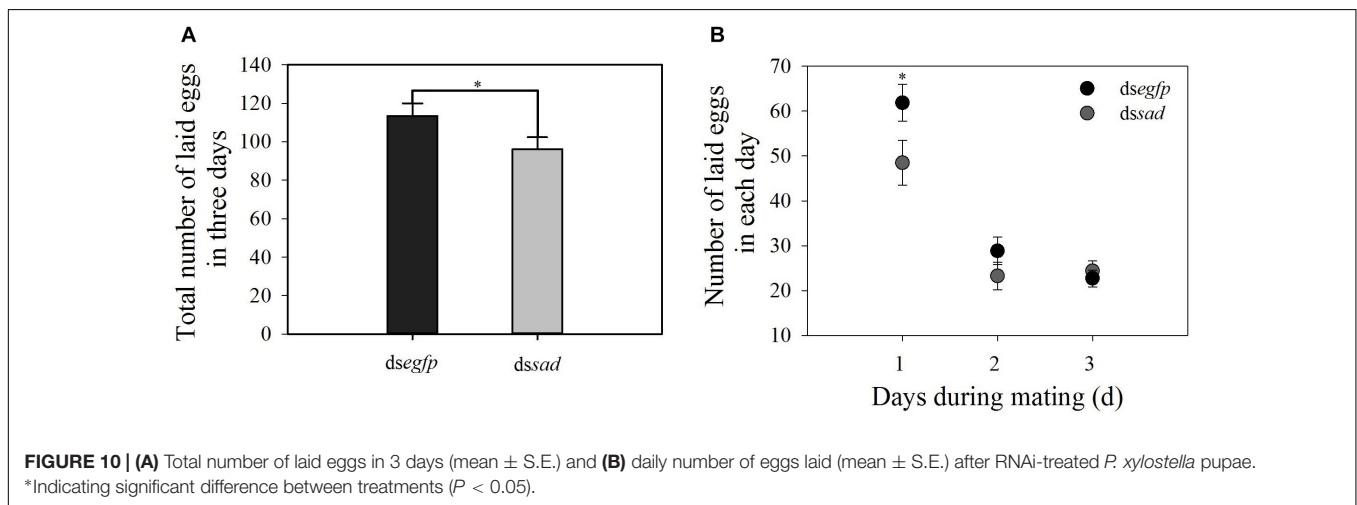 A
Total number of laid eggs
in three days
140
120
100
80
60
40
20
0
*
dsegfp
dssad
B
Number of laid eggs
in each day
70
60
50
40
30
20
10
*
dsegfp
dssad
1 2 3
Days during mating (d)
FIGURE 10 | (A) Total number of laid eggs in 3 days (mean ± S.E.) and (B) daily number of eggs laid (mean ± S.E.) after RNAi-treated P. xylostella pupae.
*Indicating significant difference between treatments (P < 0.05).